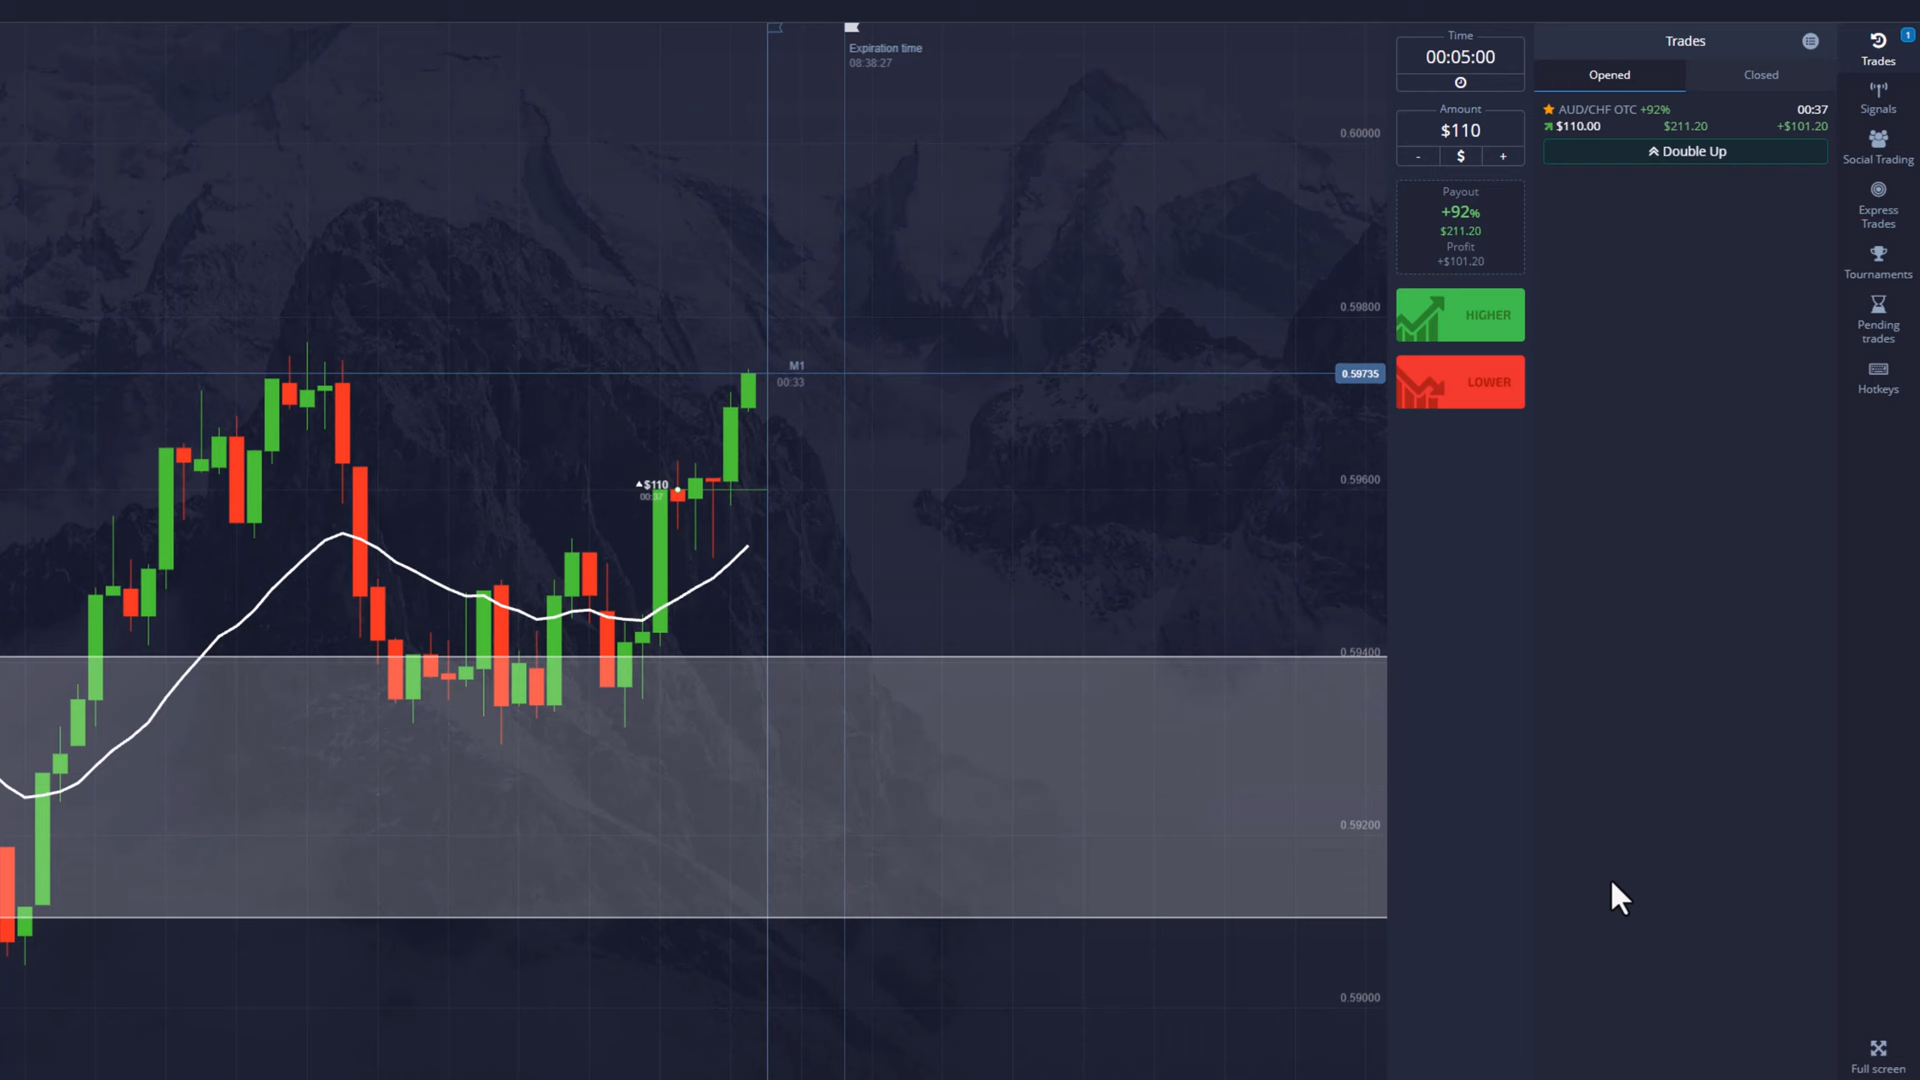 Expiration time
08:38:27
0.60000
0.59800
M1
00:33
0.59735
0.59600
▲$110
00:37
0.59400
0.59200
0.59000
Time
00:05:00
Amount
$110
- $ +
Payout
+92%
$211.20
Profit
+$101.20
HIGHER
LOWER
Trades
Opened Closed
AUD/CHF OTC +92% 00:37
$110.00 $211.20 +$101.20
Double Up
1
Trades
Signals
Social Trading
Express
Trades
Tournaments
Pending
trades
Hotkeys
Full screen